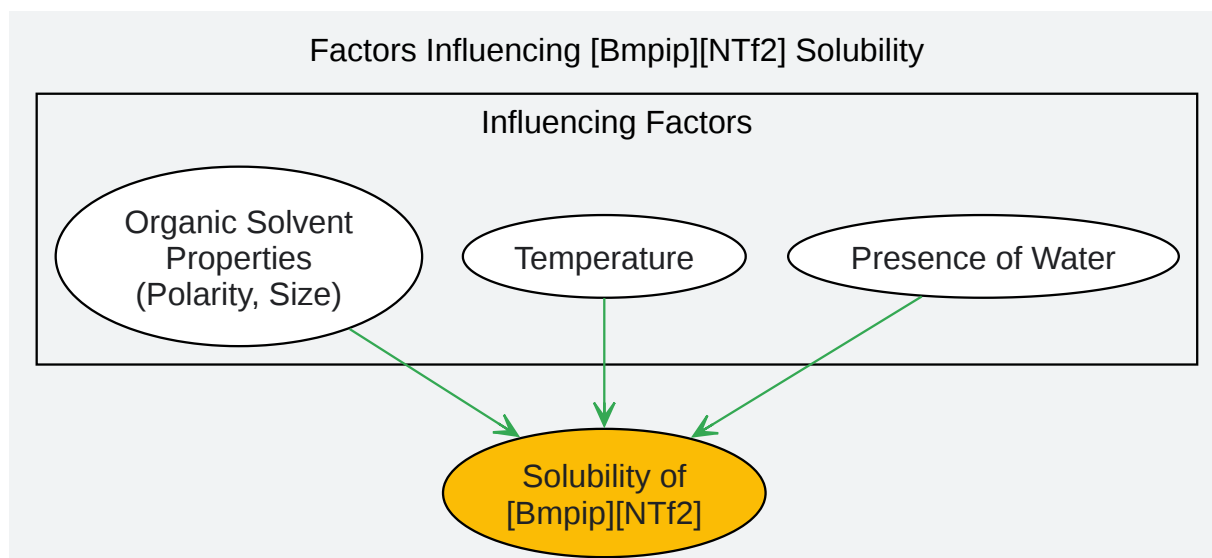 Factors Influencing [Bmpip][NTf2] Solubility
Influencing Factors
Organic Solvent
Properties
(Polarity, Size)
Temperature
Presence of Water
Solubility of
[Bmpip][NTf2]